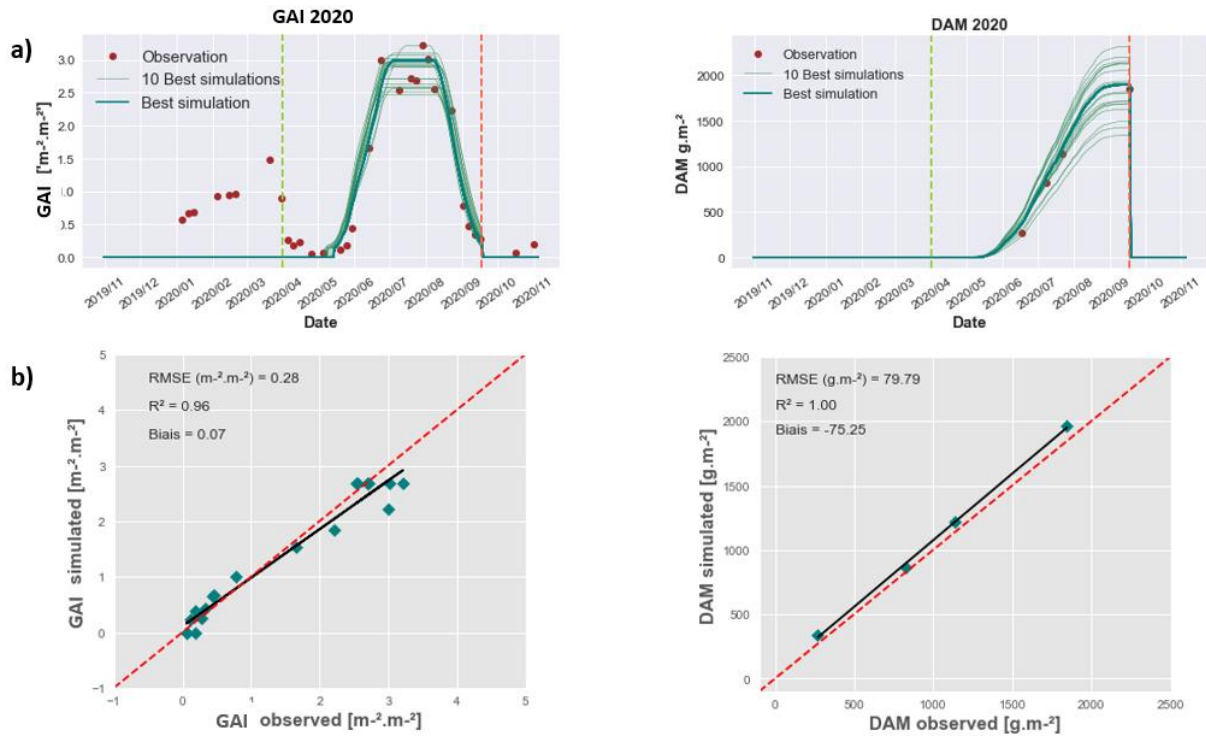 GAI 2020
DAM 2020
a)
Observation
10 Best simulations
Best simulation
GAI ['m-².m-²']
3.0
2.5
2.0
1.5
0.5
0.0
2019/11
2019/12
2020/01
2020/02
2020/03
2020/04
2020/05
2020/06
2020/07
2020/08
2020/09
2020/10
2020/11
Date
Observation
10 Best simulations
Best simulation
DAM g.m-²
2000
1500
1000
500
0
2019/11
2019/12
2020/01
2020/02
2020/03
2020/04
2020/05
2020/06
2020/07
2020/08
2020/09
2020/10
2020/11
Date
b)
RMSE (m-².m-²) = 0.28
R² = 0.96
Biais = 0.07
GAI simulated [m-².m-²]
5
4
3
2
1
0
−1
−1
0
1
2
3
4
5
GAI observed [m-².m-²]
RMSE (g.m-²) = 79.79
R² = 1.00
Biais = -75.25
DAM simulated [g.m-²]
2500
2000
1500
1000
500
0
0
500
1000
1500
2000
2500
DAM observed [g.m-²]